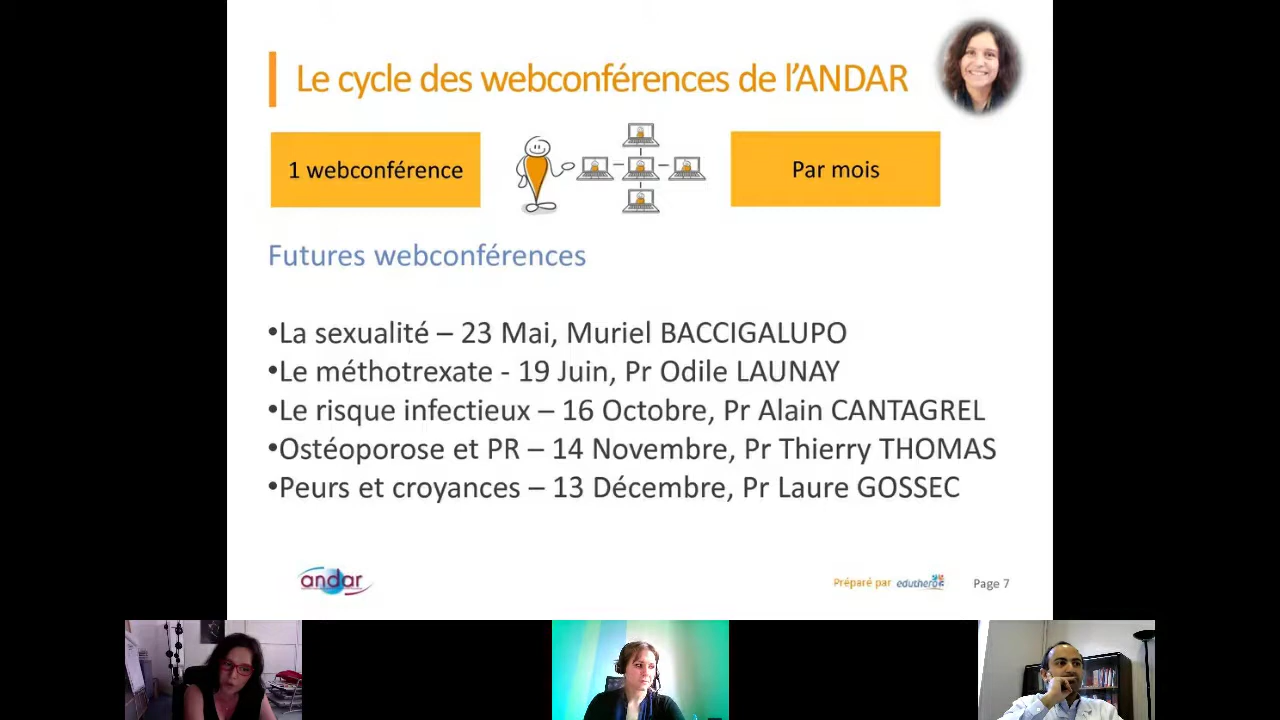 Le cycle des webconférences de l'ANDAR
1 webconférence
Par mois
Futures webconférences
•La sexualité – 23 Mai, Muriel BACCIGALUPO
•Le méthotrexate - 19 Juin, Pr Odile LAUNAY
•Le risque infectieux – 16 Octobre, Pr Alain CANTAGREL
•Ostéoporose et PR – 14 Novembre, Pr Thierry THOMAS
•Peurs et croyances – 13 Décembre, Pr Laure GOSSEC
andar
Préparé par
Page 7